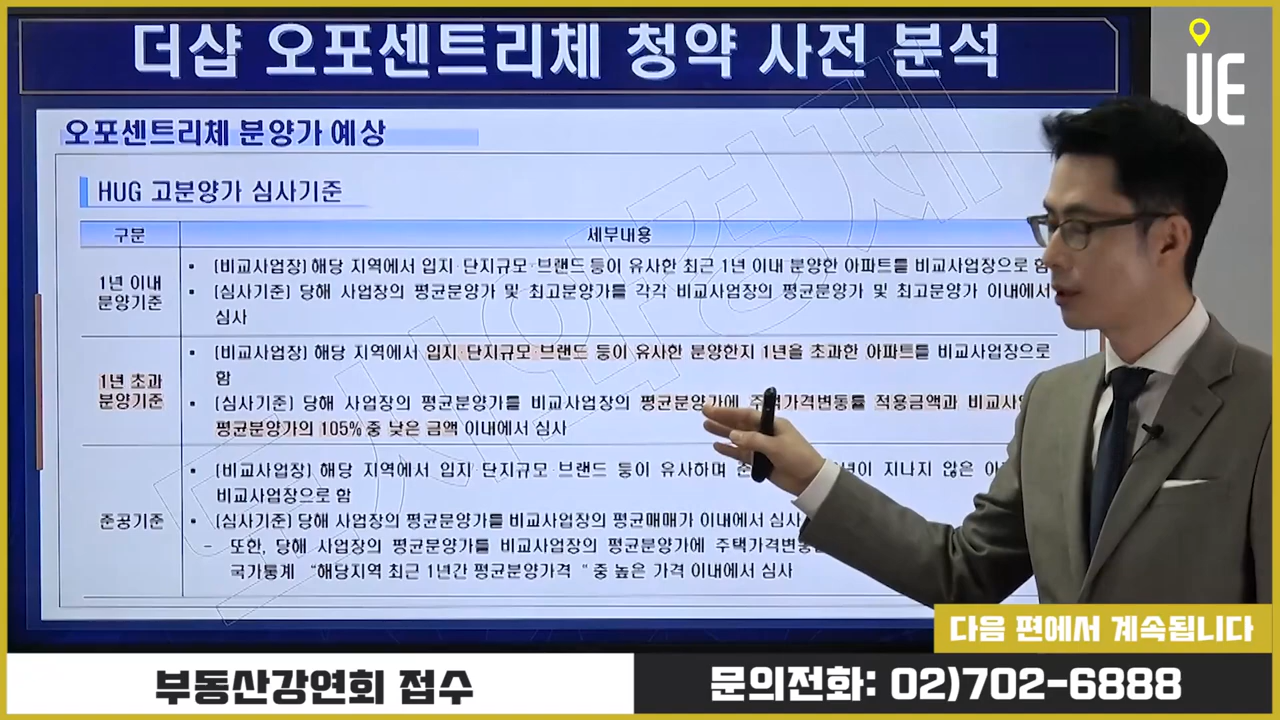 더샵 오포센트리체 청약 사전 분석
UE
오포센트리체 분양가 예상
HUG 고분양가 심사기준
구분
세부내용
1년 이내
분양기준
▪ [비교사업장] 해당 지역에서 입지·단지규모·브랜드 등이 유사한 최근 1년 이내 분양한 아파트를 비교사업장으로 함
▪ [심사기준] 당해 사업장의 평균분양가 및 최고분양가를 각각 비교사업장의 평균분양가 및 최고분양가 이내에서
심사
1년 초과
분양기준
▪ [비교사업장] 해당 지역에서 입지·단지규모·브랜드 등이 유사한 분양한지 1년을 초과한 아파트를 비교사업장으로
함
▪ [심사기준] 당해 사업장의 평균분양가를 비교사업장의 평균분양가에 주택가격변동률 적용금액과
평균분양가의 105% 중 낮은 금액 이내에서 심사
준공기준
▪ [비교사업장] 해당 지역에서 입지·단지규모·브랜드 등이 유사하며 지나지 않은
비교사업장으로 함
▪ [심사기준] 당해 사업장의 평균분양가를 비교사업장의 평균매매가 이내에서 심사
– 또한, 당해 사업장의 평균분양가를 비교사업장의 평균분양가에
국가통계 "해당지역 최근 1년간 평균분양가격 " 중 높은 가격 이내에서 심사
도시와경제
다음 편에서 계속됩니다
부동산강연회 접수
문의전화: 02)702-6888